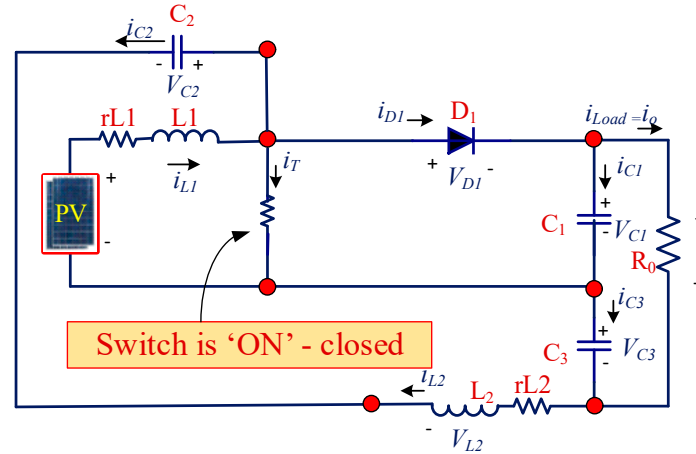 C2
iC2
- +
VC2
rL1 L1
iL1
+
PV
-
iT
iD1
D1
+ -
VD1
iLoad =io
iC1
+
- VC1
C1
R0
iC3
+
- VC3
C3
Switch is ‘ON’ - closed
iL2
L2 rL2
-
VL2